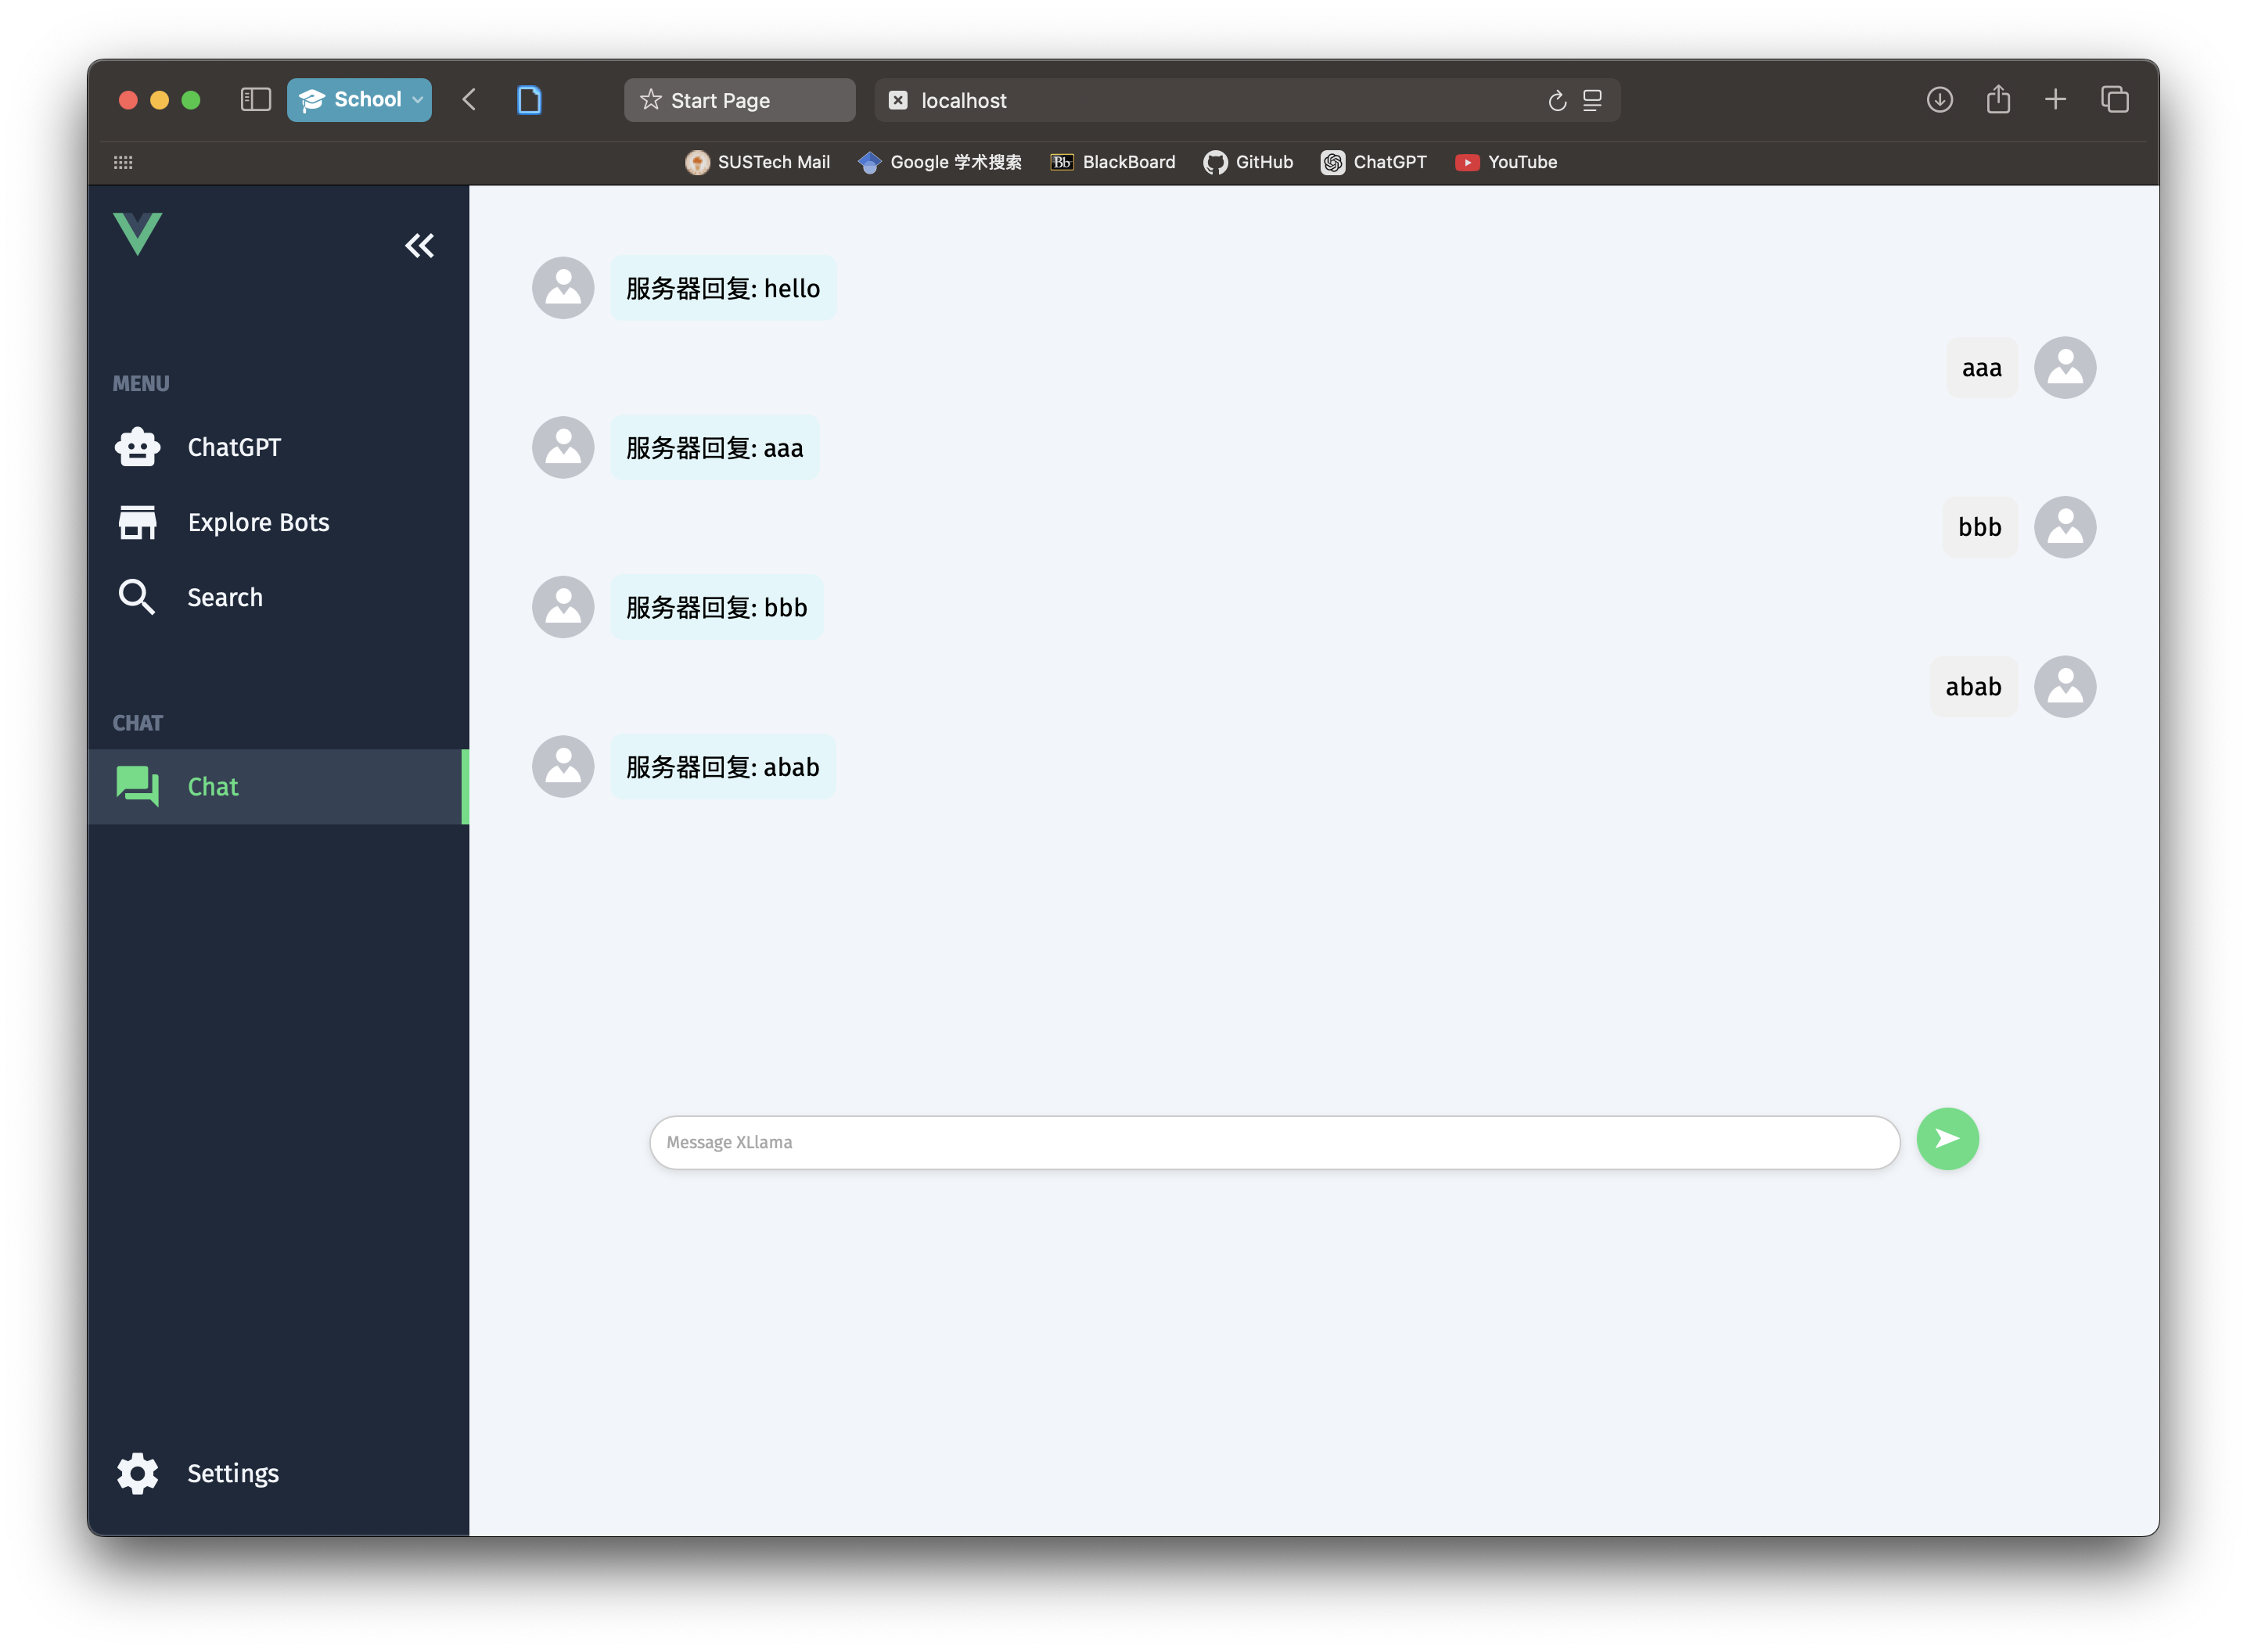 School
Start Page
localhost
SUSTech Mail
Google 学术搜索
Bb BlackBoard
GitHub
ChatGPT
YouTube
MENU
ChatGPT
Explore Bots
Search
CHAT
Chat
Settings
服务器回复: hello
aaa
服务器回复: aaa
bbb
服务器回复: bbb
abab
服务器回复: abab
Message XLlama